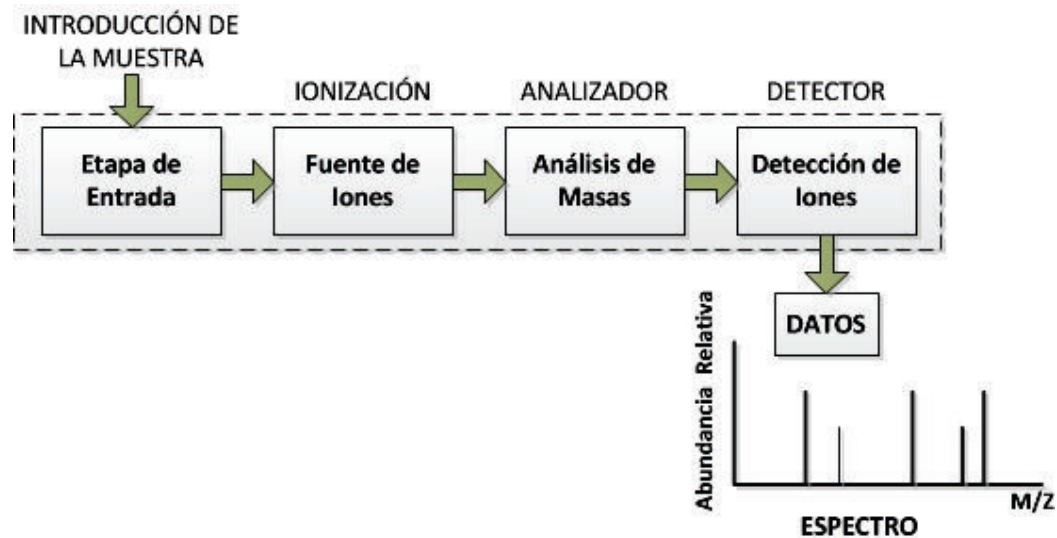 INTRODUCCIÓN DE
LA MUESTRA
IONIZACIÓN
ANALIZADOR
DETECTOR
Etapa de
Entrada
Fuente de
Iones
Análisis de
Masas
Detección de
Iones
DATOS
Abundancia Relativa
M/Z
ESPECTRO